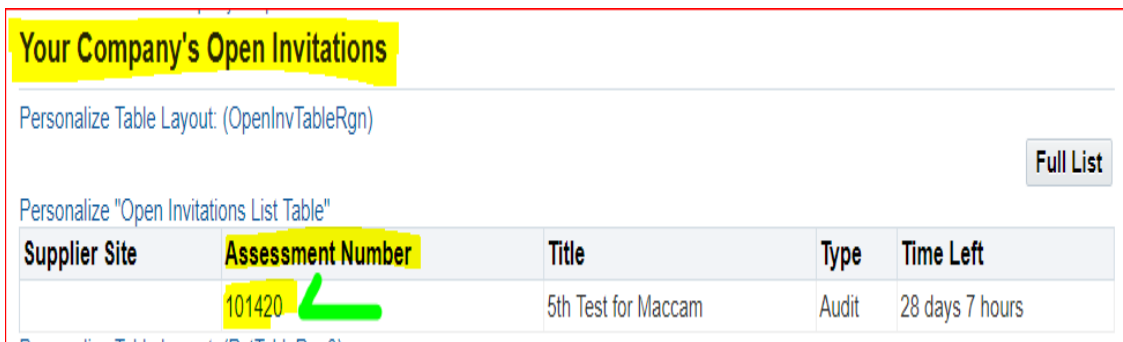 Your Company's Open Invitations
Personalize Table Layout: (OpenInvTableRgn)
Full List
Personalize "Open Invitations List Table"
Supplier Site Assessment Number Title Type Time Left
101420 5th Test for Maccam Audit 28 days 7 hours